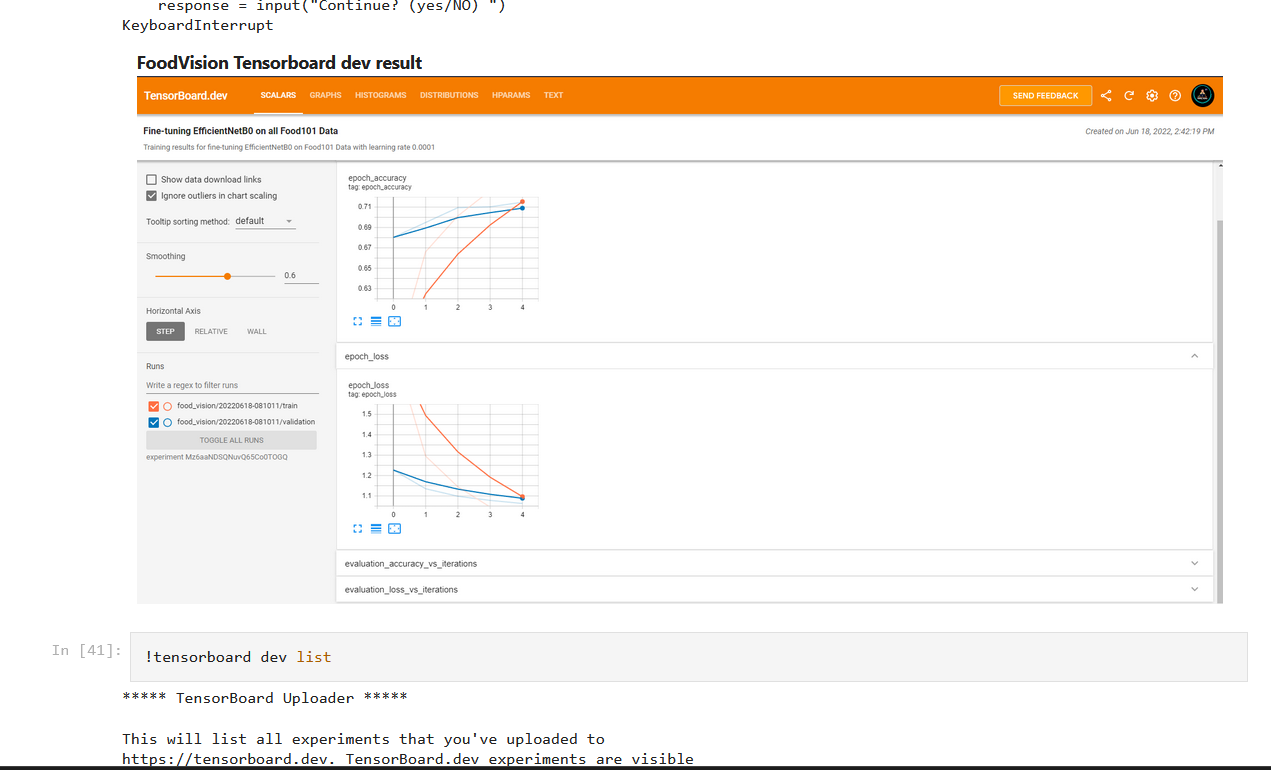 response = input("Continue? (yes/NO) ")
KeyboardInterrupt
FoodVision Tensorboard dev result
TensorBoard.dev SCALARS GRAPHS HISTOGRAMS DISTRIBUTIONS HPARAMS TEXT SEND FEEDBACK
Fine-tuning EfficientNetB0 on all Food101 Data
Created on Jun 18, 2022, 2:42:19 PM
Training results for fine-tuning EfficientNetB0 on Food101 Data with learning rate 0.0001
Show data download links
Ignore outliers in chart scaling
Tooltip sorting method: default
Smoothing
0.6
Horizontal Axis
STEP RELATIVE WALL
Runs
Write a regex to filter runs
food_vision/20220618-081011/train
food_vision/20220618-081011/validation
TOGGLE ALL RUNS
experiment Mz6aaNDSQNuvQ65Co0TOGQ
epoch_accuracy
tag: epoch_accuracy
0.71
0.69
0.67
0.65
0.63
0 1 2 3 4
epoch_loss
epoch_loss
tag: epoch_loss
1.5
1.4
1.3
1.2
1.1
0 1 2 3 4
evaluation_accuracy_vs_iterations
evaluation_loss_vs_iterations
In [41]: !tensorboard dev list
***** TensorBoard Uploader *****
This will list all experiments that you've uploaded to
https://tensorboard.dev. TensorBoard.dev experiments are visible